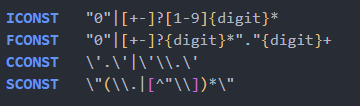 ICONST "0"|[+-]?[1-9]{digit}*
FCONST "0"|[+-]?{digit}*"."{digit}+
CCONST \'.\'|\'\\.\'
SCONST \"(\\.|[^"\\])*\"